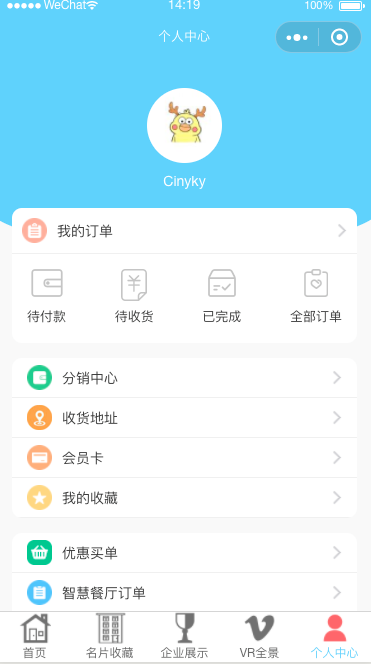 WeChat 14:19 100%
个人中心
Cinyky
我的订单
待付款 待收货 已完成 全部订单
分销中心
收货地址
会员卡
我的收藏
优惠买单
智慧餐厅订单
首页 名片收藏 企业展示 VR全景 个人中心